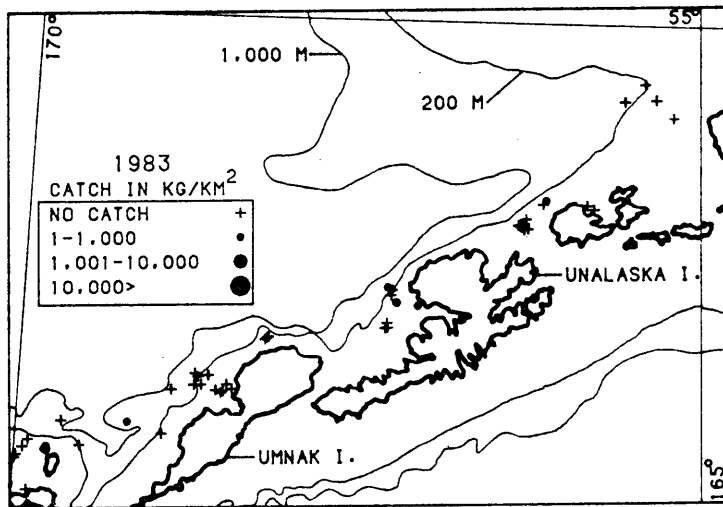 170°
55°
1.000 M
200 M
1983
CATCH IN KG/KM²
NO CATCH +
1-1.000
1.001-10.000
10.000>
UNALASKA I.
UMNAK I.
165°